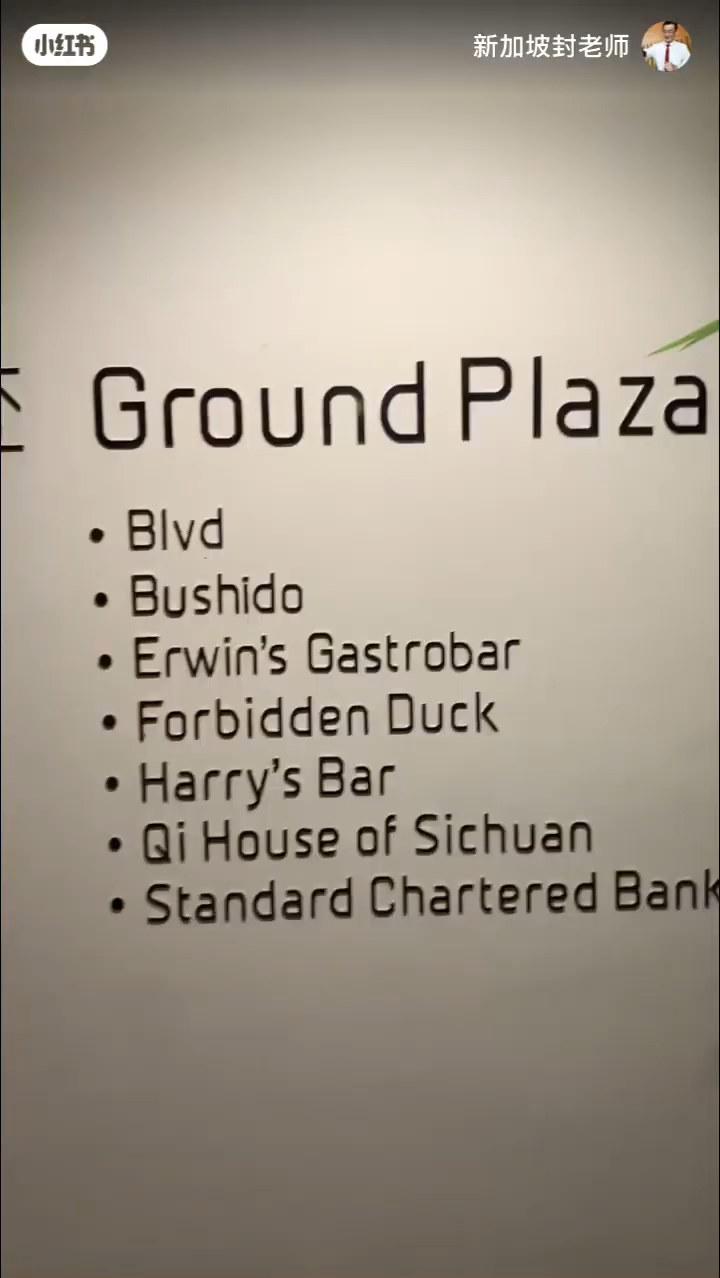 小红书
新加坡封老师
Ground Plaza
• Blvd
• Bushido
• Erwin's Gastrobar
• Forbidden Duck
• Harry's Bar
• Qi House of Sichuan
• Standard Chartered Bank